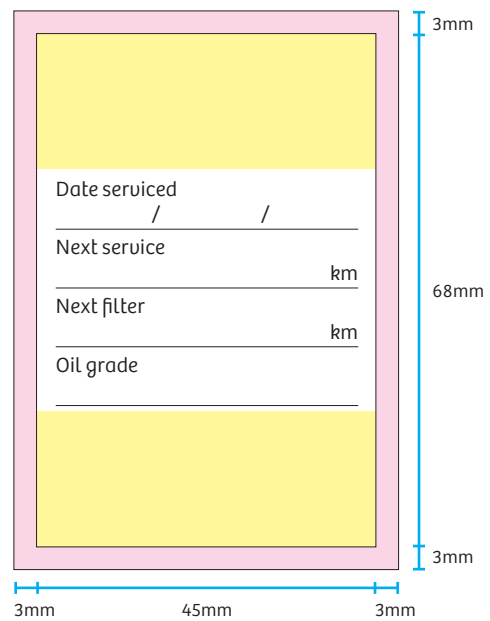 3mm
Date serviced
/ /
Next service
km
68mm
Next filter
km
Oil grade
3mm
3mm 45mm 3mm